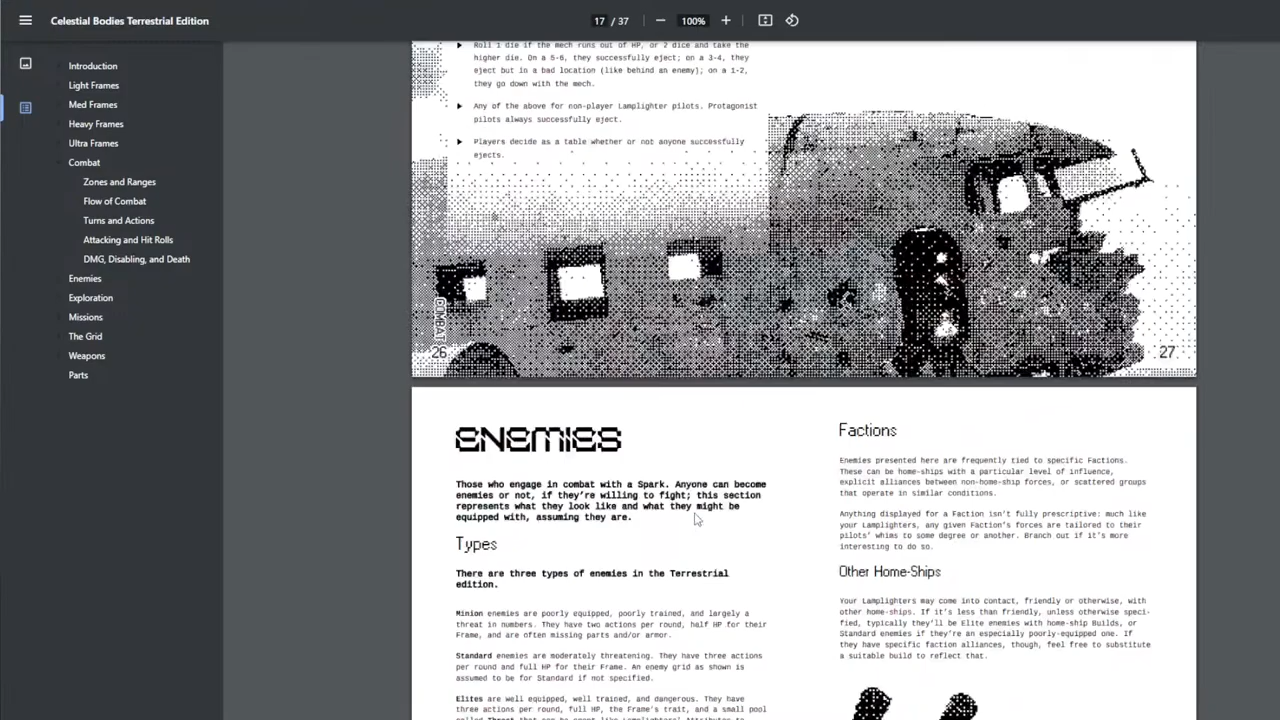 Celestial Bodies Terrestrial Edition
17 / 37
100%
Introduction
Light Frames
Med Frames
Heavy Frames
Ultra Frames
Combat
Zones and Ranges
Flow of Combat
Turns and Actions
Attacking and Hit Rolls
DMG, Disabling, and Death
Enemies
Exploration
Missions
The Grid
Weapons
Parts
Roll 1 die if the mech runs out of HP, or 2 dice and take the
higher die. On a 5-6, they successfully eject; on a 3-4, they
eject but in a bad location (like behind an enemy); on a 1-2,
they go down with the mech.
Any of the above for non-player Lamplighter pilots. Protagonist
pilots always successfully eject.
Players decide as a table whether or not anyone successfully
ejects.
COMBAT
26
27
ENEMIES
Those who engage in combat with a Spark. Anyone can become
enemies or not, if they're willing to fight; this section
represents what they look like and what they might be
equipped with, assuming they are.
Types
There are three types of enemies in the Terrestrial
edition.
Minion enemies are poorly equipped, poorly trained, and largely a
threat in numbers. They have two actions per round, half HP for their
Frame, and are often missing parts and/or armor.
Standard enemies are moderately threatening. They have three actions
per round and full HP for their Frame. An enemy grid as shown is
assumed to be for Standard if not specified.
Elites are well equipped, well trained, and dangerous. They have
three actions per round, full HP, the Frame's trait, and a small pool
called Threat that can be spent like Lamplighters' Attributes to
Factions
Enemies presented here are frequently tied to specific Factions.
These can be home-ships with a particular level of influence,
explicit alliances between non-home-ship forces, or scattered groups
that operate in similar conditions.
Anything displayed for a Faction isn't fully prescriptive: much like
your Lamplighters, any given Faction's forces are tailored to their
pilots' whims to some degree or another. Branch out if it's more
interesting to do so.
Other Home-Ships
Your Lamplighters may come into contact, friendly or otherwise, with
other home-ships. If it's less than friendly, unless otherwise speci-
fied, typically they'll be Elite enemies with home-ship Builds, or
Standard enemies if they're an especially poorly-equipped one. If
they have specific faction alliances, though, feel free to substitute
a suitable build to reflect that.